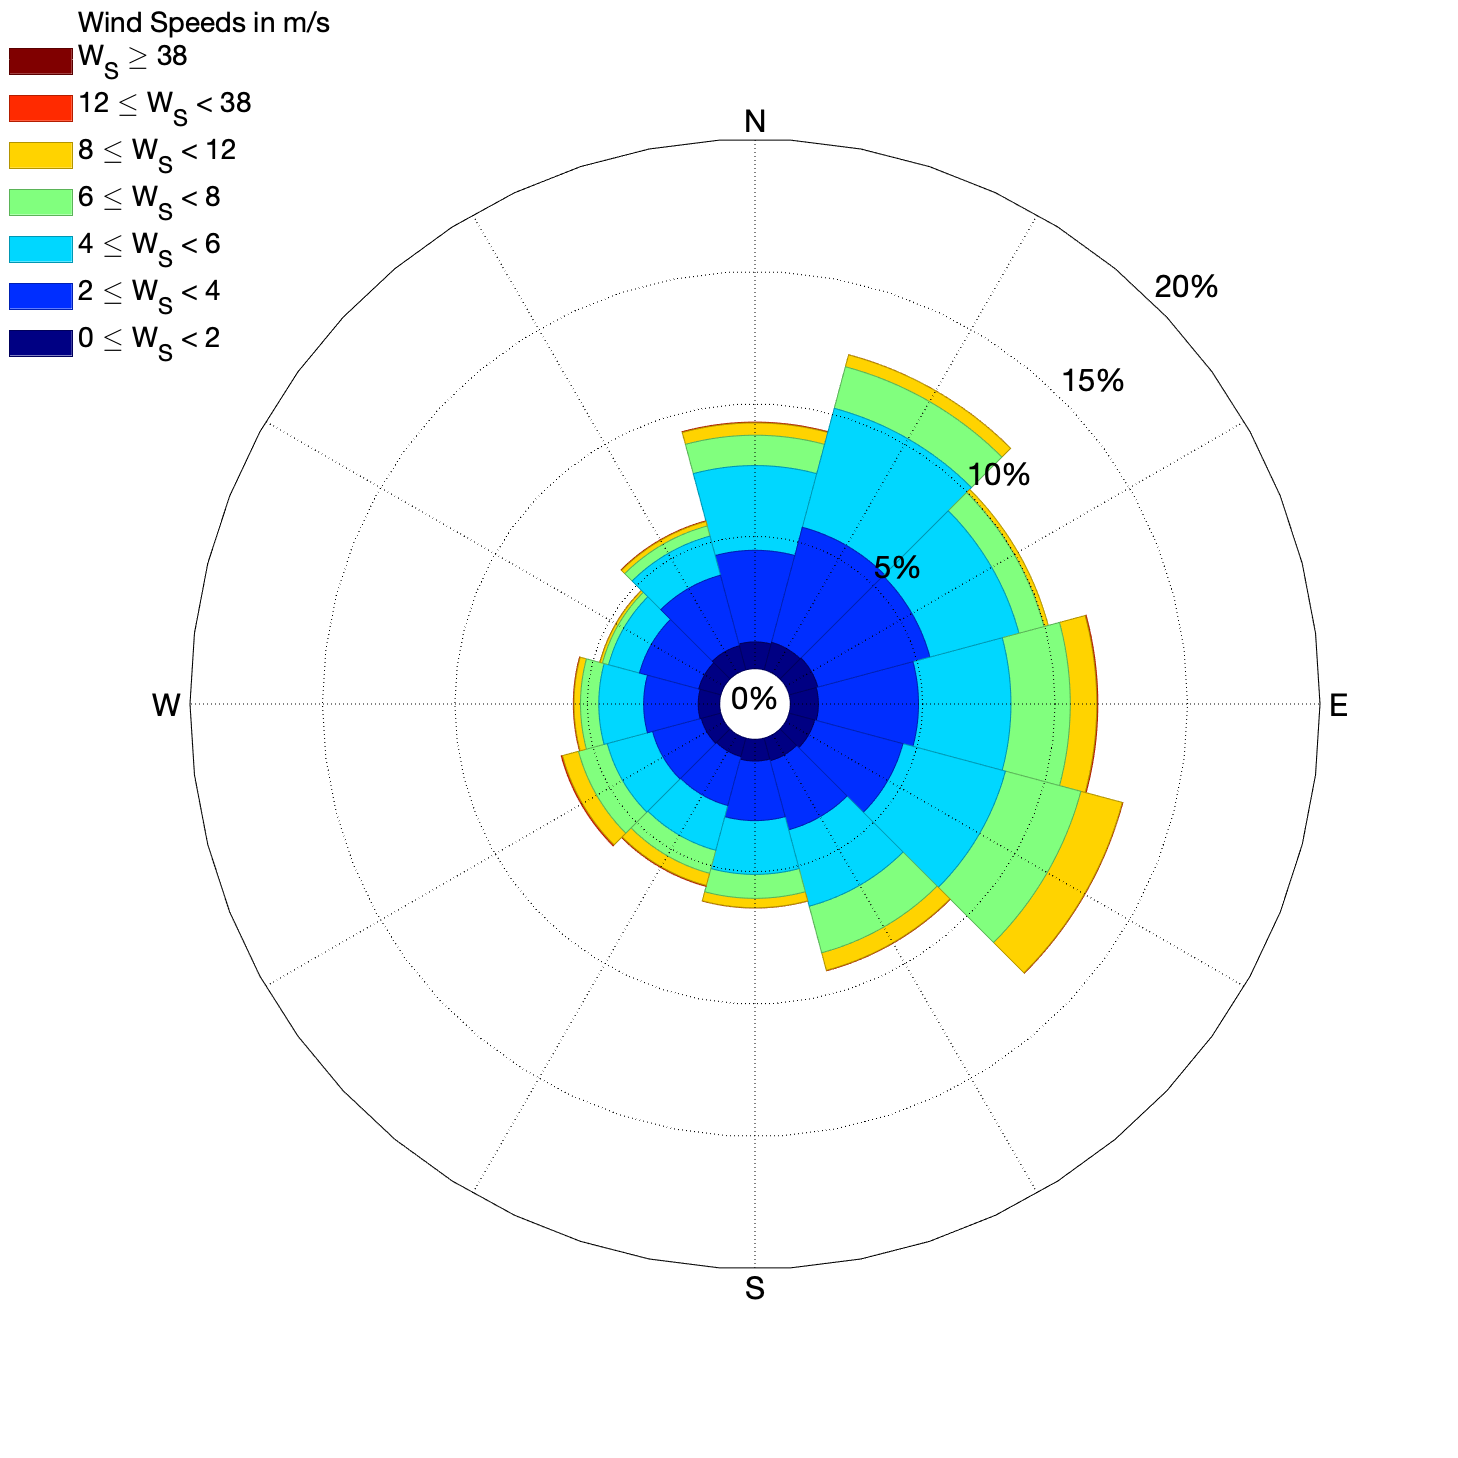 Wind Speeds in m/s
W_S ≥ 38
12 ≤ W_S < 38
8 ≤ W_S < 12
6 ≤ W_S < 8
4 ≤ W_S < 6
2 ≤ W_S < 4
0 ≤ W_S < 2
N
20%
15%
10%
5%
0%
W
E
S